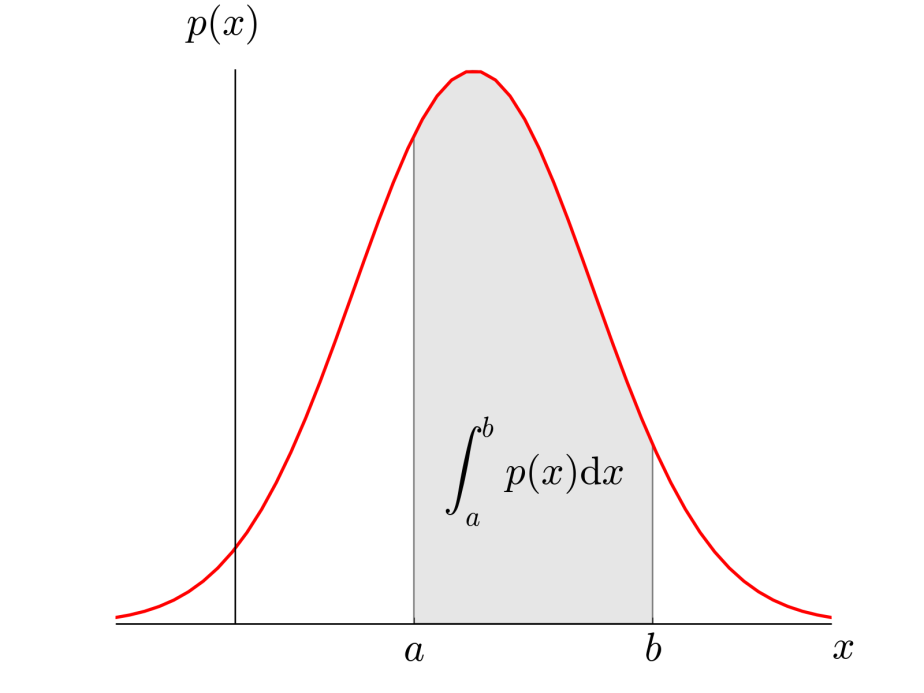 p(x)
∫_a^b p(x)dx
a b x